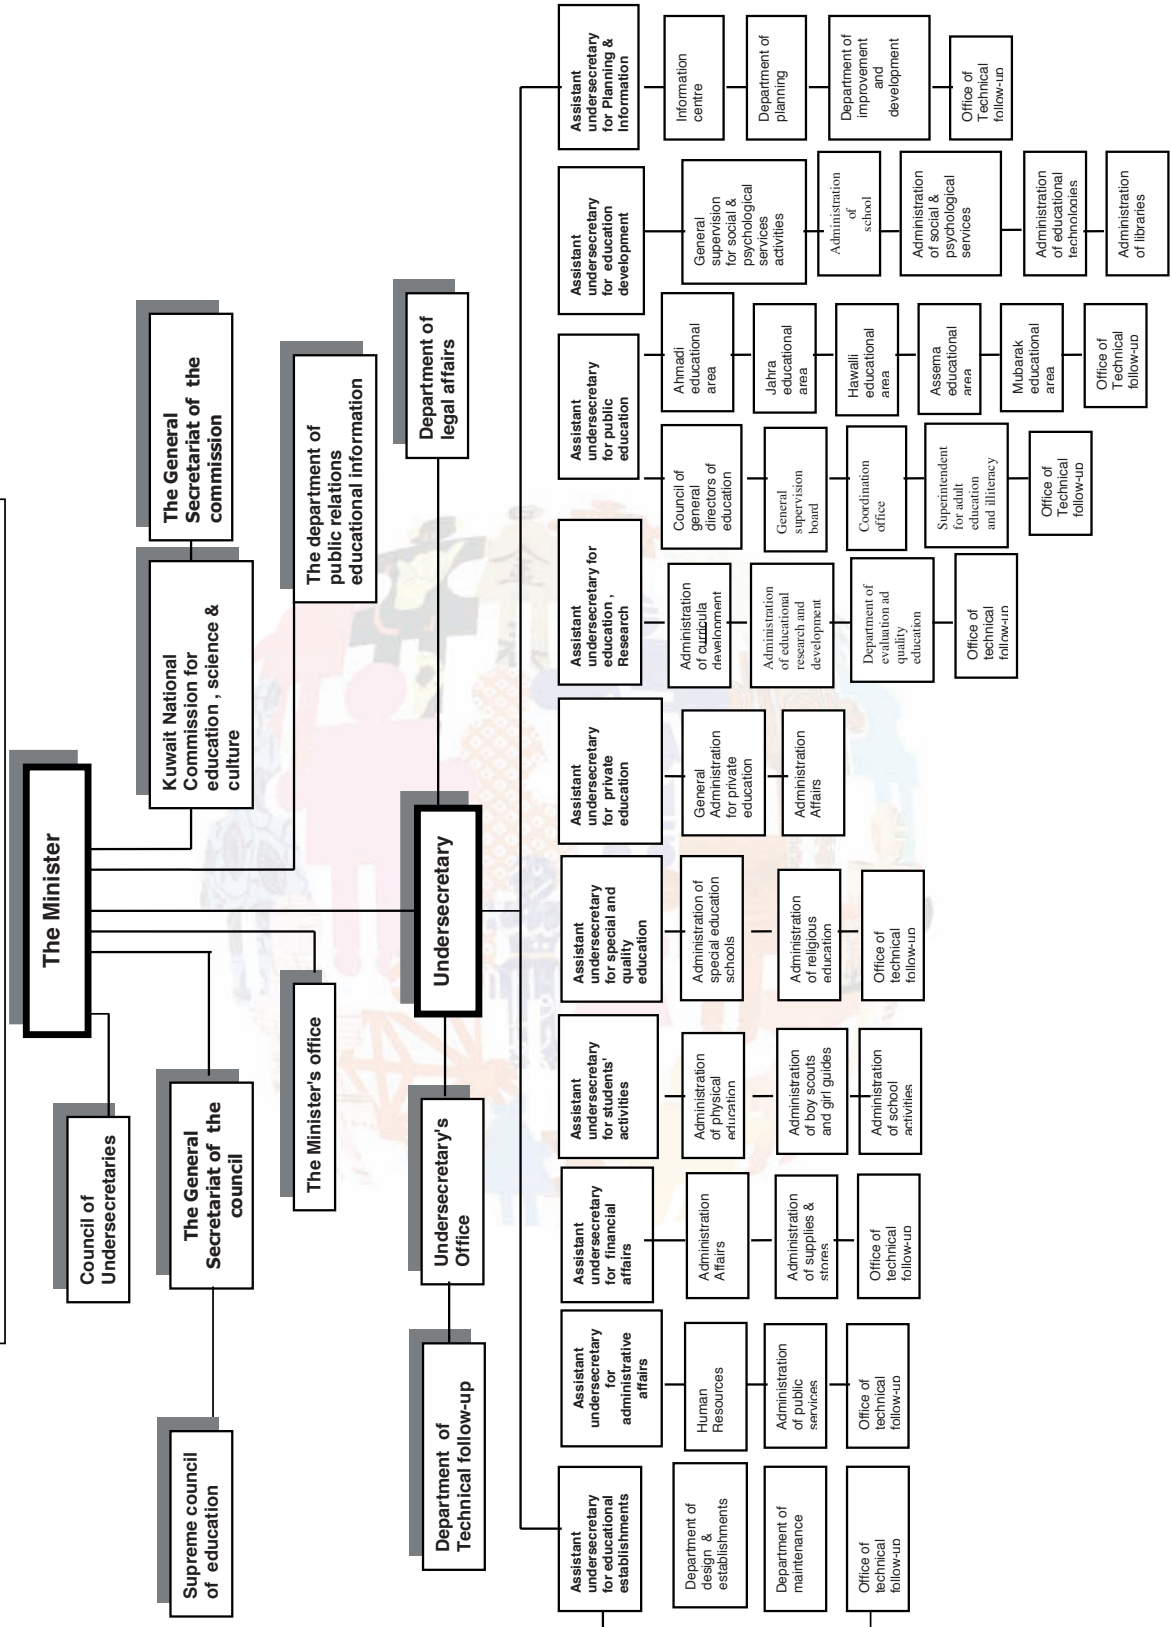 The Minister
Council of
Undersecretaries
Kuwait National
Commission for
education , science &
culture
The General
Secretariat of  the
commission
Supreme council
of education
The General
Secretariat of  the
council
The Minister's office
The department of
public relations
educational information
Department  of
Technical follow-up
Undersecretary's
Office
Undersecretary
Department of
legal affairs
Assistant
undersecretary
for educational
establishments
Department of
design &
establishments
Department of
maintenance
Office of
technical
follow-up
Assistant
undersecretary
for
administrative
affairs
Human
Resources
Administration
of public
services
Office of
technical
follow-up
Assistant
undersecretary
for  financial
affairs
Administration
Affairs
Administration
of supplies &
stores
Office of
technical
follow-up
Assistant
undersecretary
for students'
activities
Administration
of physical
education
Administration
of boy scouts
and girl guides
Administration
of school
activities
Assistant
undersecretary
for special and
quality
education
Administration of
special education
schools
Administration
of religious
education
Office of
technical
follow-up
Assistant
undersecretary
for  private
education
General
Administration
for private
education
Administration
Affairs
Assistant
undersecretary for
education ,
Research
Administration
of curricula
development
Administration
of educational
research and
development
Department of
evaluation ad
quality
education
Office of
technical
follow-up
Assistant
undersecretary
for public
education
Council of
general
directors of
education
General
supervision
board
Coordination
office
Superintendent
for adult
education
and illiteracy
Office of
Technical
follow-up
Ahmadi
educational
area
Jahra
educational
area
Hawalli
educational
area
Assema
educational
area
Mubarak
educational
area
Office of
Technical
follow-up
Assistant
undersecretary
for education
development
General
supervision
for social &
psychological
services
activities
Administration
of
school
Administration
of social &
psychological
services
Administration
of educational
technologies
Administration
of libraries
Assistant
undersecretary
for Planning &
Information
Information
centre
Department of
planning
Department of
improvement
and
development
Office of
Technical
follow-up